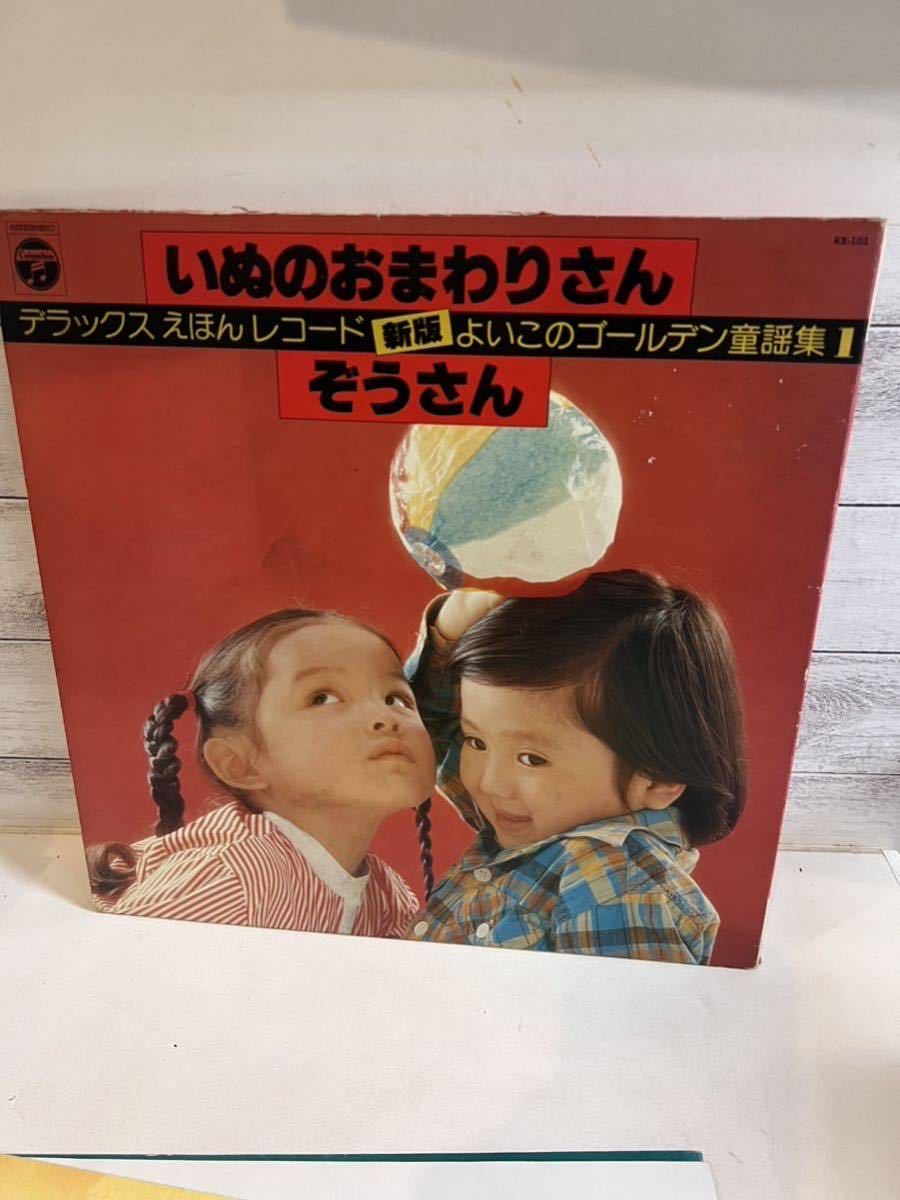 STEREO
Columbia
KX-101
いぬのおまわりさん
デラックス えほん レコード 新版 よいこのゴールデン童謡集 1
ぞうさん